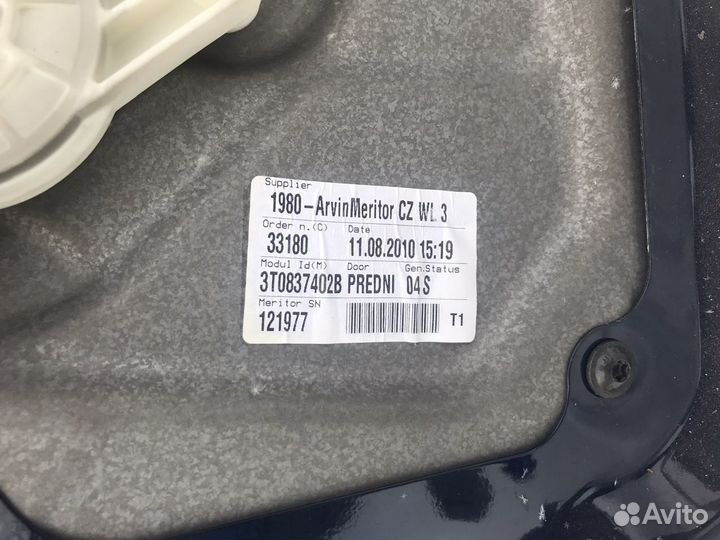 Supplier
1980-ArvinMeritor CZ WL 3
Order n.(C) Date
33180 11.08.2010 15:19
Modul Id(M) Door Gen.Status
3T0837402B PREDNI 04 S
Meritor SN
121977 T1
Avito